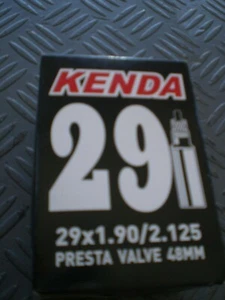 KENDA
29
29x1.90/2.125
PRESTA VALVE 48MM